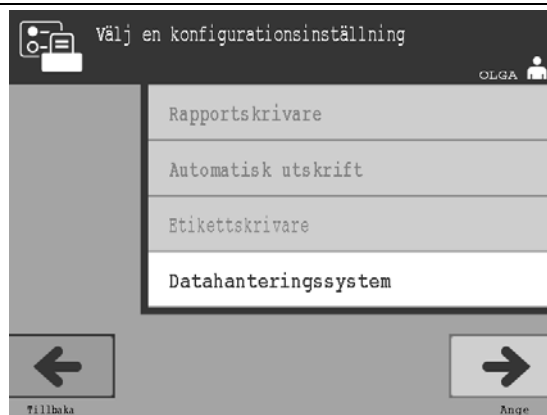 Välj en konfigurationsinställning
OLGA
Rapportskrivare
Automatisk utskrift
Etikettskrivare
Datahanteringssystem
Tillbaka
Ange